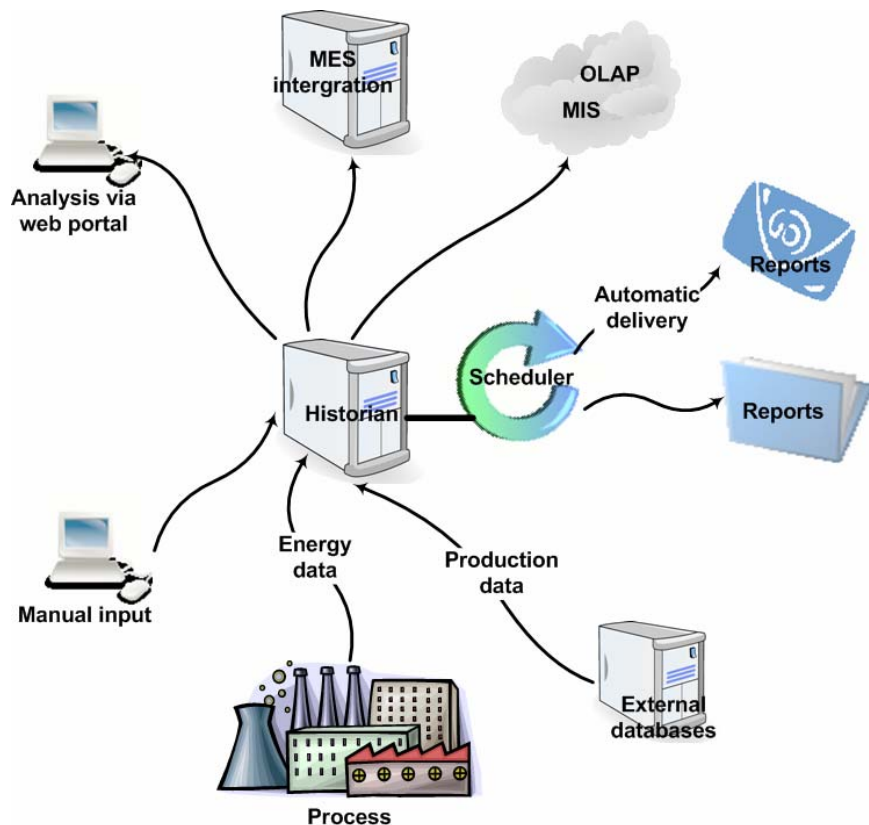 MES
intergration
OLAP
MIS
Analysis via
web portal
Reports
Automatic
delivery
Scheduler
Historian
Reports
Energy
data
Production
data
Manual input
External
databases
Process